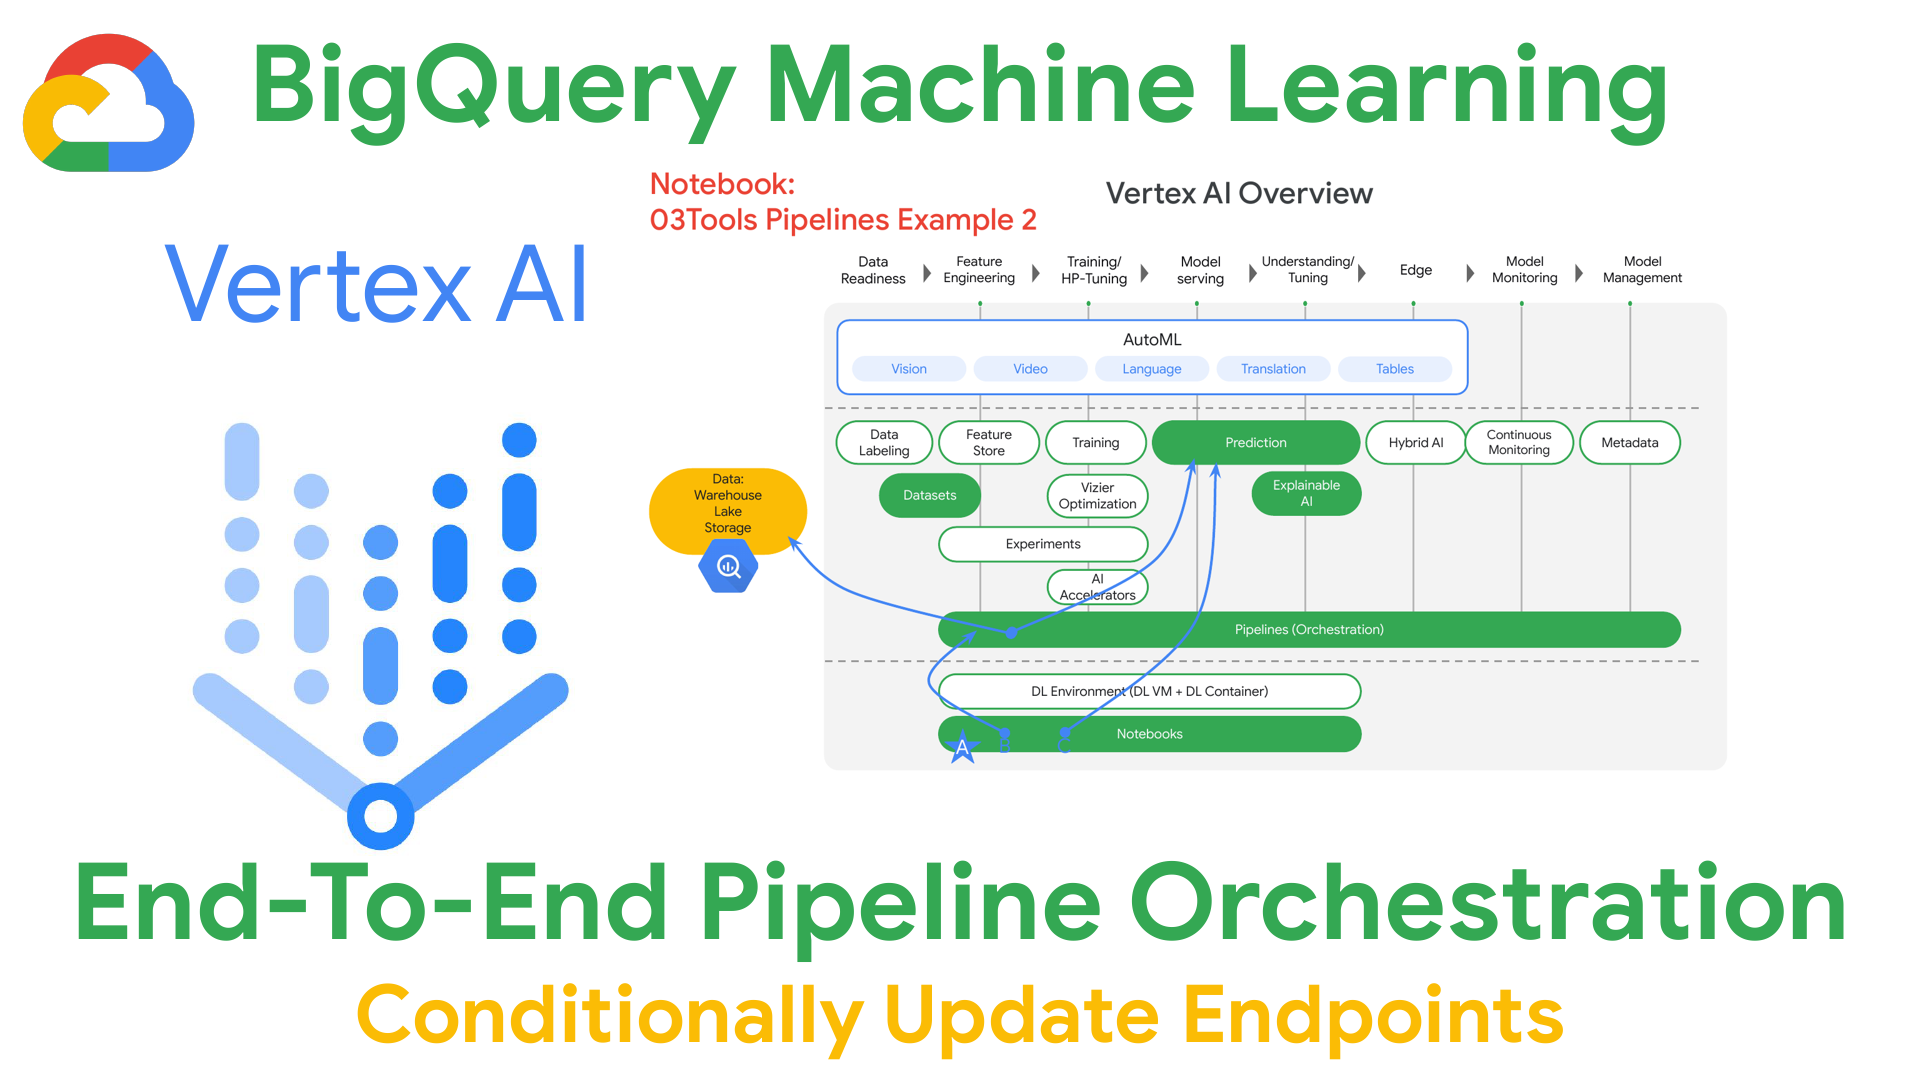 BigQuery Machine Learning
Notebook:
03Tools Pipelines Example 2
Vertex AI Overview
Vertex AI
Data
Readiness
Feature
Engineering
Training/
HP-Tuning
Model
serving
Understanding/
Tuning
Edge
Model
Monitoring
Model
Management
AutoML
Vision
Video
Language
Translation
Tables
Data
Labeling
Feature
Store
Training
Prediction
Hybrid AI
Continuous
Monitoring
Metadata
Data:
Warehouse
Lake
Storage
Datasets
Vizier
Optimization
Explainable
AI
Experiments
AI
Accelerators
Pipelines (Orchestration)
DL Environment (DL VM + DL Container)
Notebooks
A
B
C
End-To-End Pipeline Orchestration
Conditionally Update Endpoints